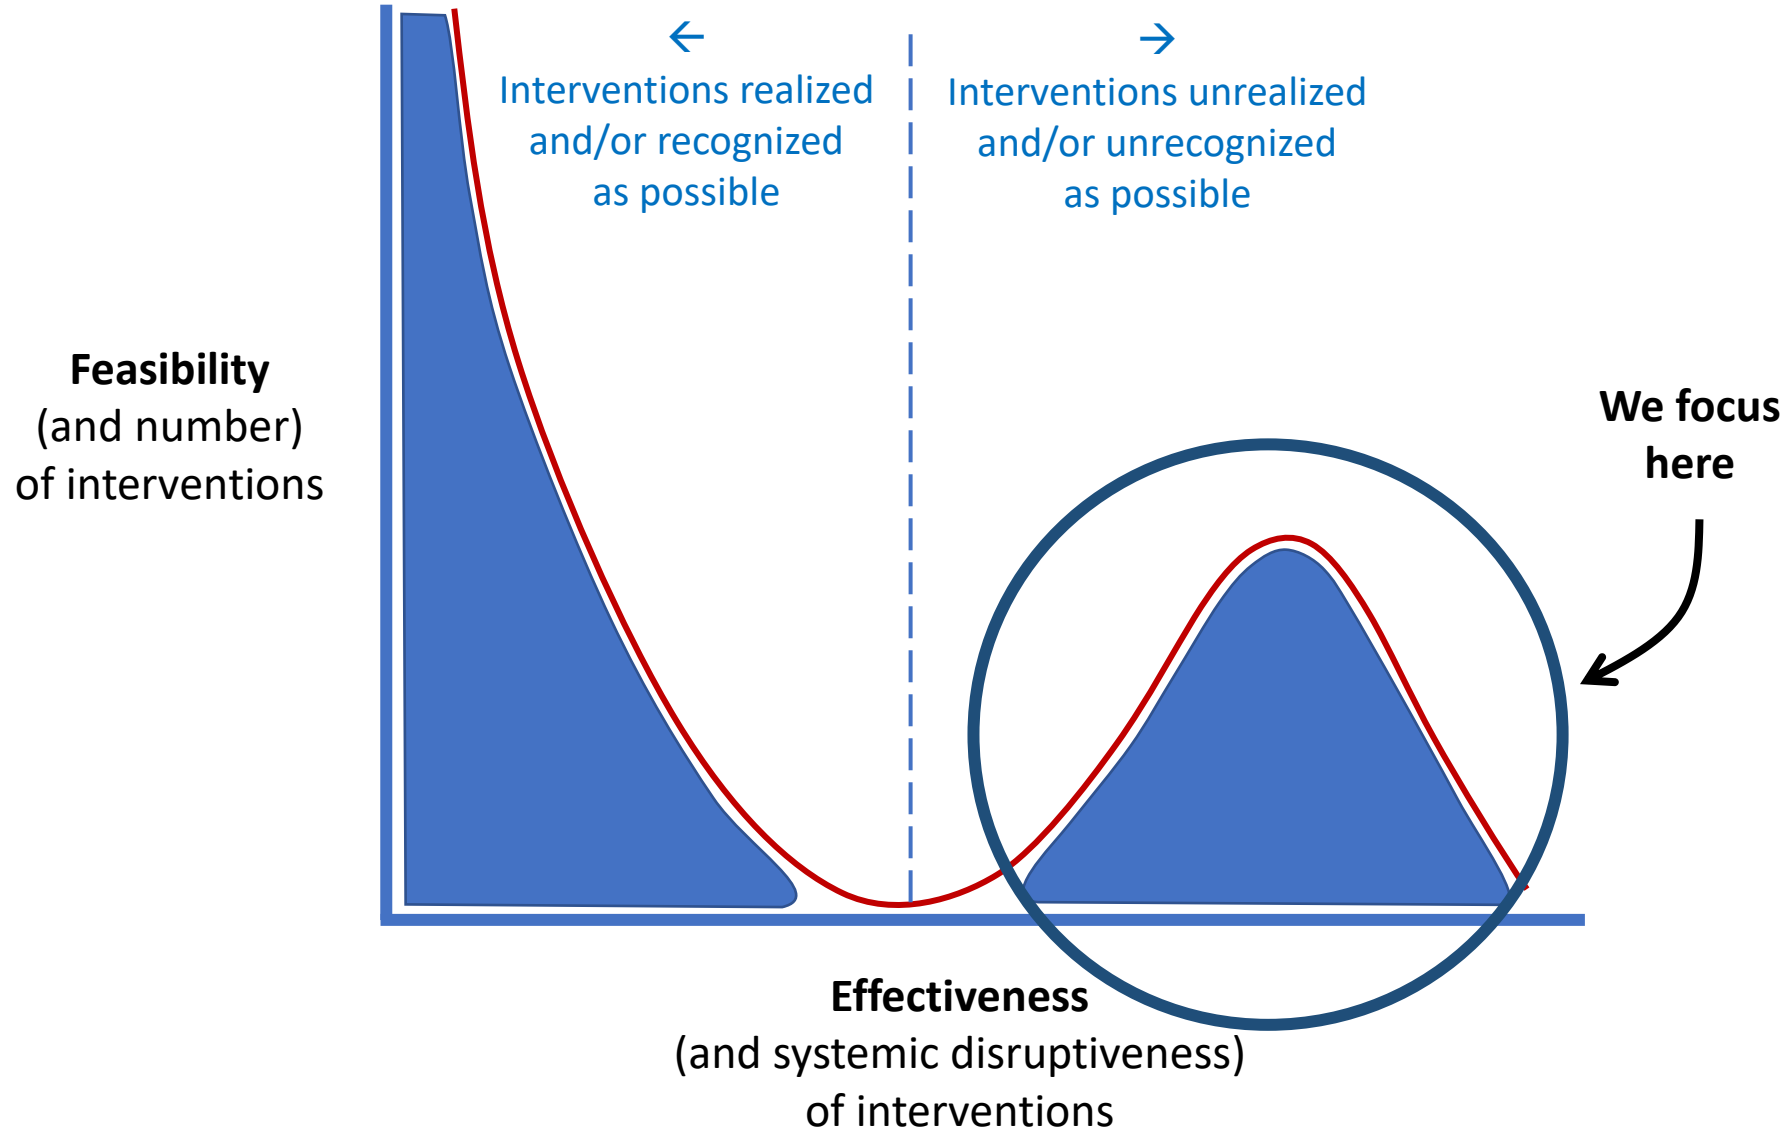 ←
Interventions realized
and/or recognized
as possible
→
Interventions unrealized
and/or unrecognized
as possible
Feasibility
(and number)
of interventions
We focus
here
Effectiveness
(and systemic disruptiveness)
of interventions